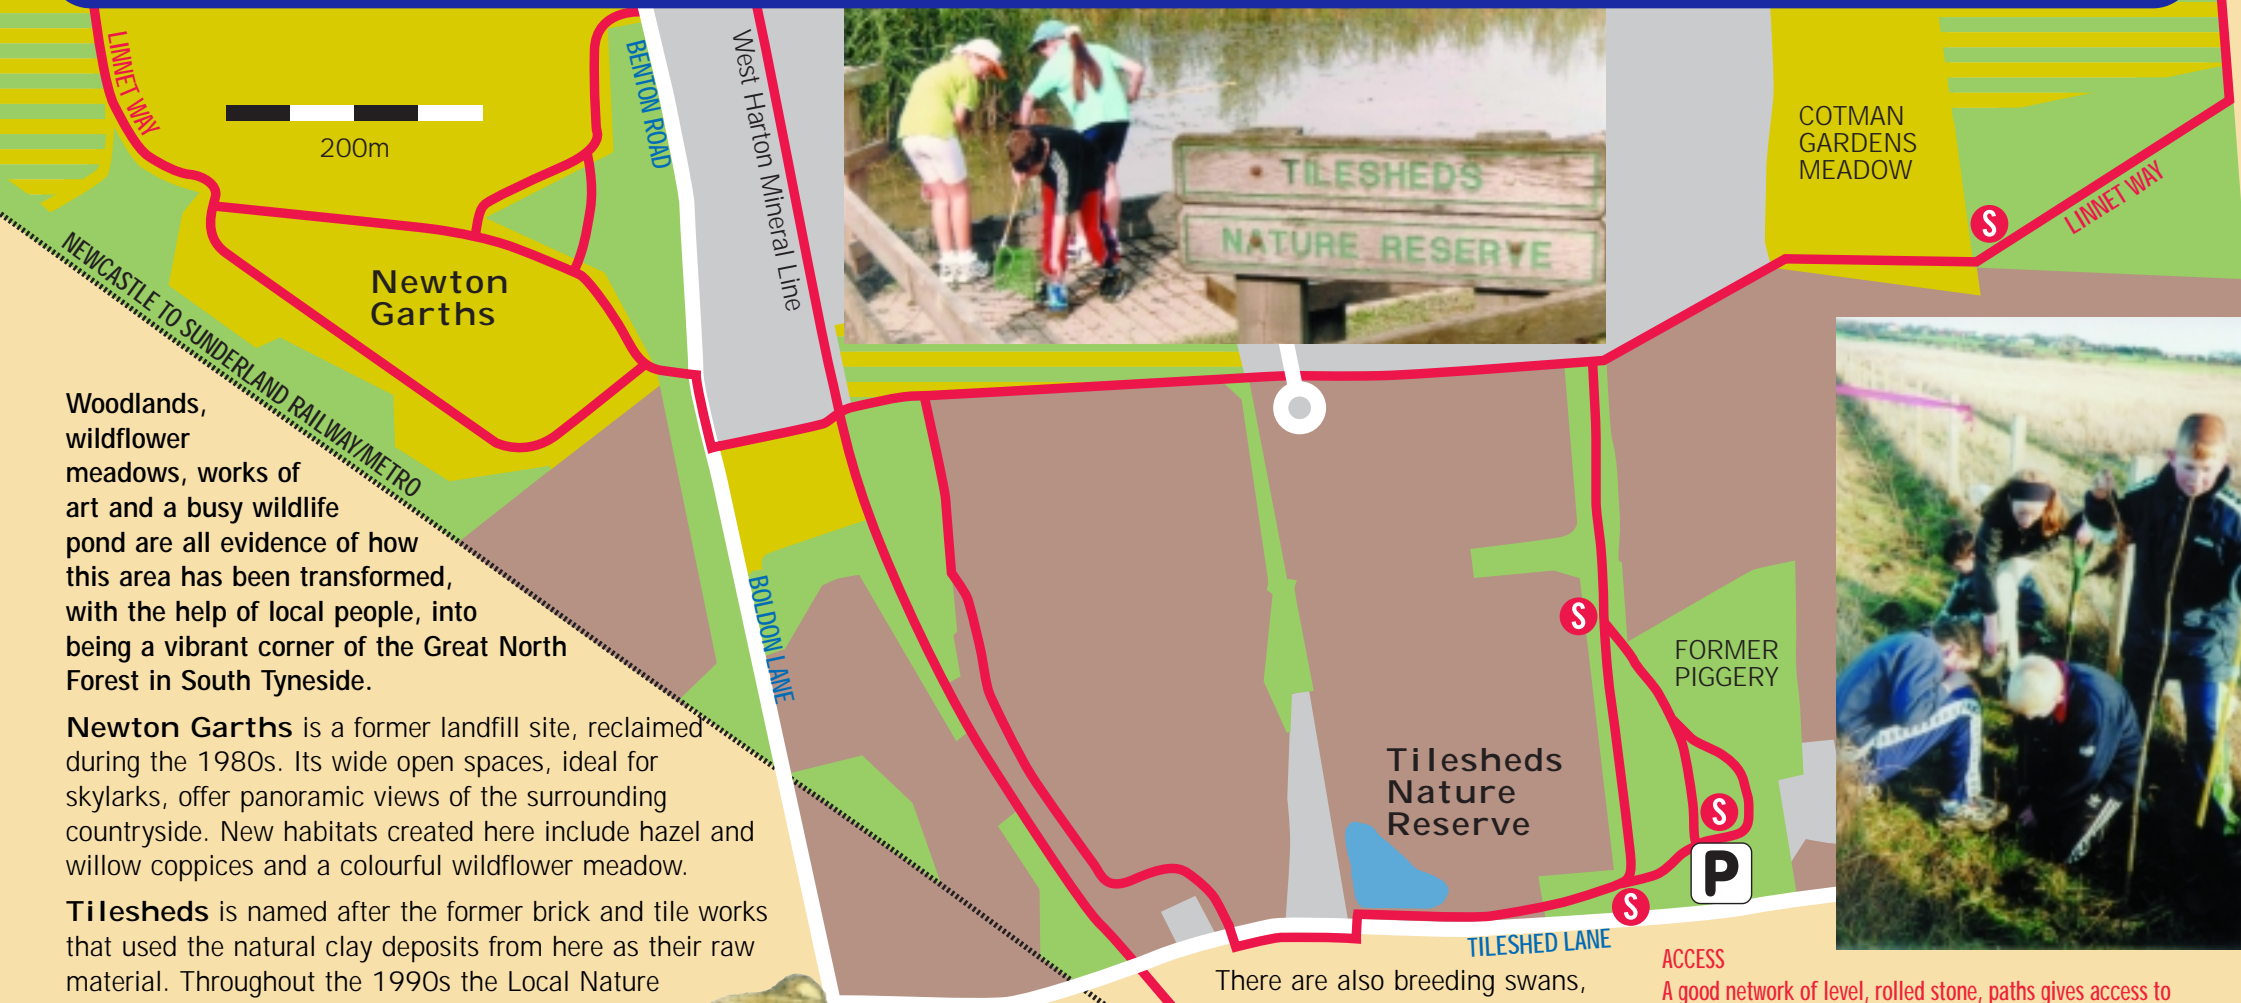 LINNET WAY
200m
BENTON ROAD
West Harton Mineral Line
TILESHEDS
NATURE RESERVE
COTMAN
GARDENS
MEADOW
S
LINNET WAY
NEWCASTLE TO SUNDERLAND RAILWAY/METRO
Newton
Garths
Woodlands,
wildflower
meadows, works of
art and a busy wildlife
pond are all evidence of how
this area has been transformed,
with the help of local people, into
being a vibrant corner of the Great North
Forest in South Tyneside.
Newton Garths is a former landfill site, reclaimed
during the 1980s. Its wide open spaces, ideal for
skylarks, offer panoramic views of the surrounding
countryside. New habitats created here include hazel and
willow coppices and a colourful wildflower meadow.
Tilesheds is named after the former brick and tile works
that used the natural clay deposits from here as their raw
material. Throughout the 1990s the Local Nature
BOLDON LANE
S
FORMER
PIGGERY
Tilesheds
Nature
Reserve
S
P
S
TILESHED LANE
There are also breeding swans,
ACCESS
A good network of level, rolled stone, paths gives access to